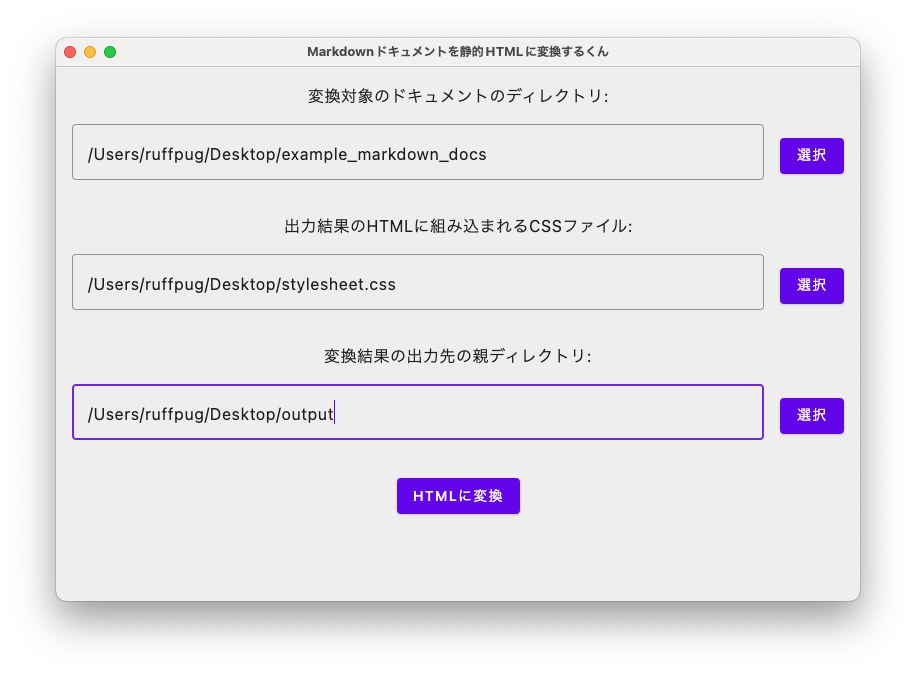 Markdownドキュメントを静的HTMLに変換するくん
変換対象のドキュメントのディレクトリ:
/Users/ruffpug/Desktop/example_markdown_docs
選択
出力結果のHTMLに組み込まれるCSSファイル:
/Users/ruffpug/Desktop/stylesheet.css
選択
変換結果の出力先の親ディレクトリ:
/Users/ruffpug/Desktop/output
選択
HTMLに変換